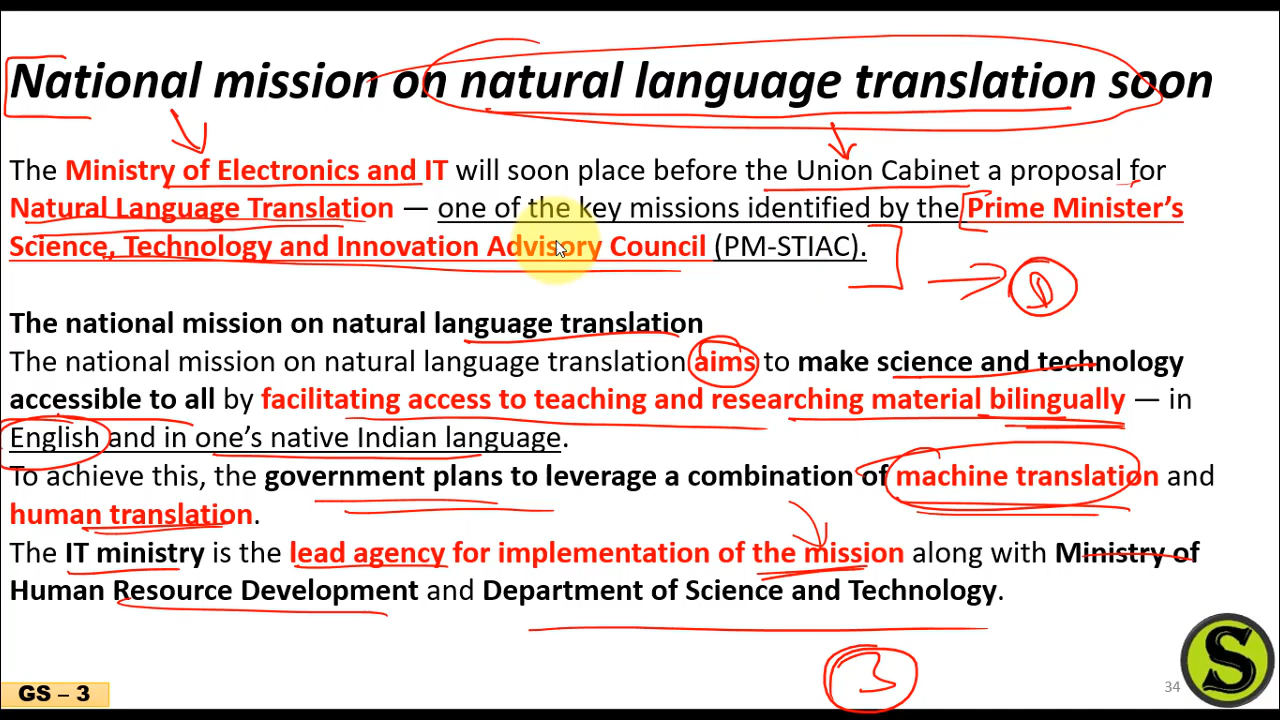 National mission on natural language translation soon
The Ministry of Electronics and IT will soon place before the Union Cabinet a proposal for
Natural Language Translation — one of the key missions identified by the Prime Minister’s
Science, Technology and Innovation Advisory Council (PM-STIAC).
The national mission on natural language translation
The national mission on natural language translation aims to make science and technology
accessible to all by facilitating access to teaching and researching material bilingually — in
English and in one’s native Indian language.
To achieve this, the government plans to leverage a combination of machine translation and
human translation.
The IT ministry is the lead agency for implementation of the mission along with Ministry of
Human Resource Development and Department of Science and Technology.
3
S
GS – 3
34